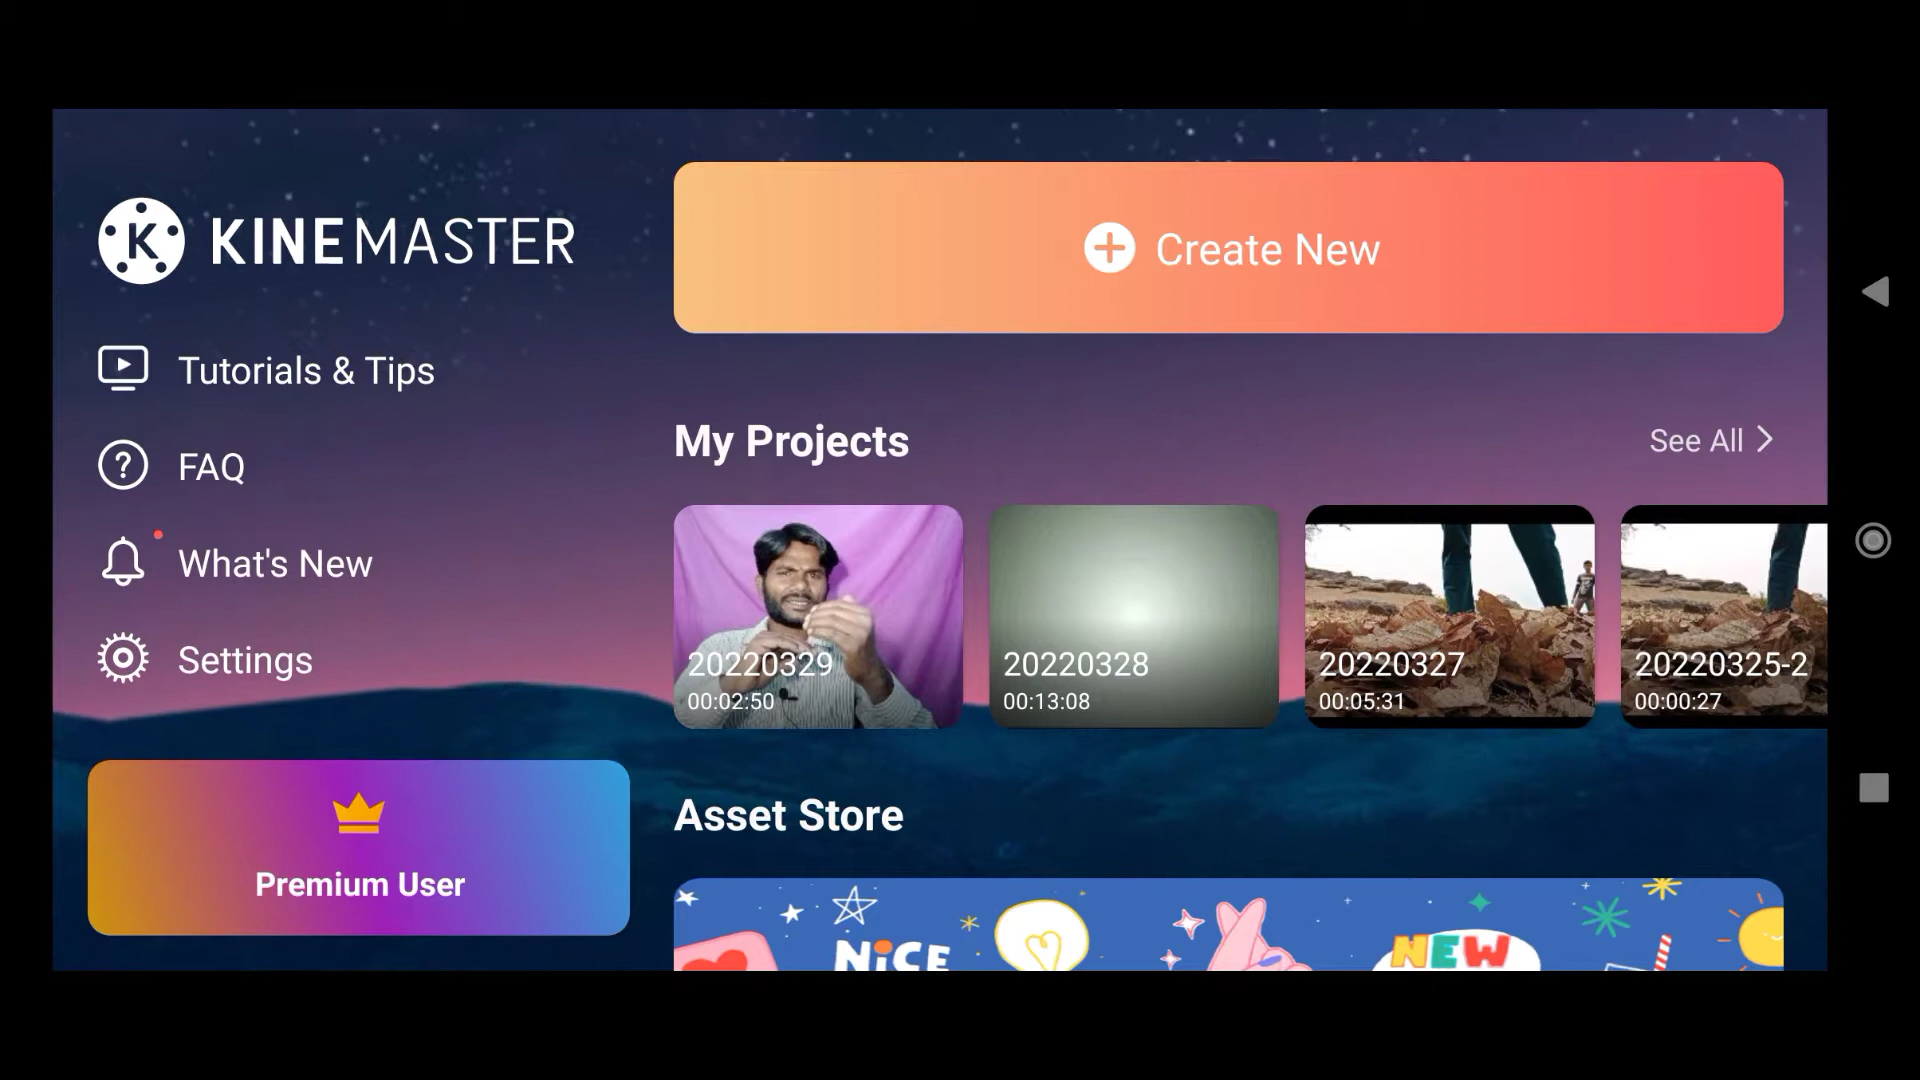 KINEMASTER
Tutorials & Tips
FAQ
What's New
Settings
Premium User
Create New
My Projects
See All
20220329
00:02:50
20220328
00:13:08
20220327
00:05:31
20220325-2
00:00:27
Asset Store
NiCE
NEW